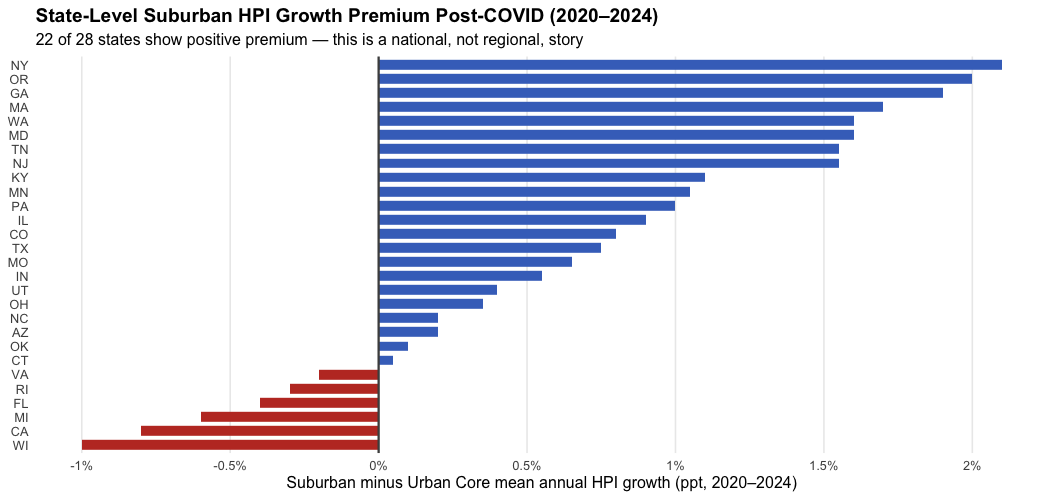 State-Level Suburban HPI Growth Premium Post-COVID (2020–2024)
22 of 28 states show positive premium — this is a national, not regional, story
NY
OR
GA
MA
WA
MD
TN
NJ
KY
MN
PA
IL
CO
TX
MO
IN
UT
OH
NC
AZ
OK
CT
VA
RI
FL
MI
CA
WI
-1% -0.5% 0% 0.5% 1% 1.5% 2%
Suburban minus Urban Core mean annual HPI growth (ppt, 2020–2024)